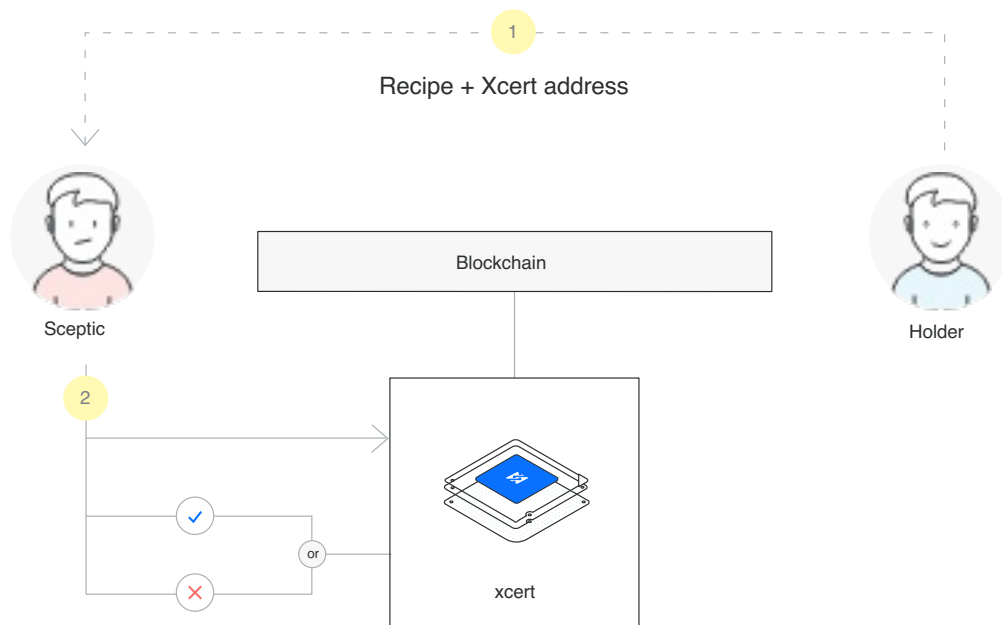 1
Recipe + Xcert address
Blockchain
Sceptic
Holder
2
or
xcert